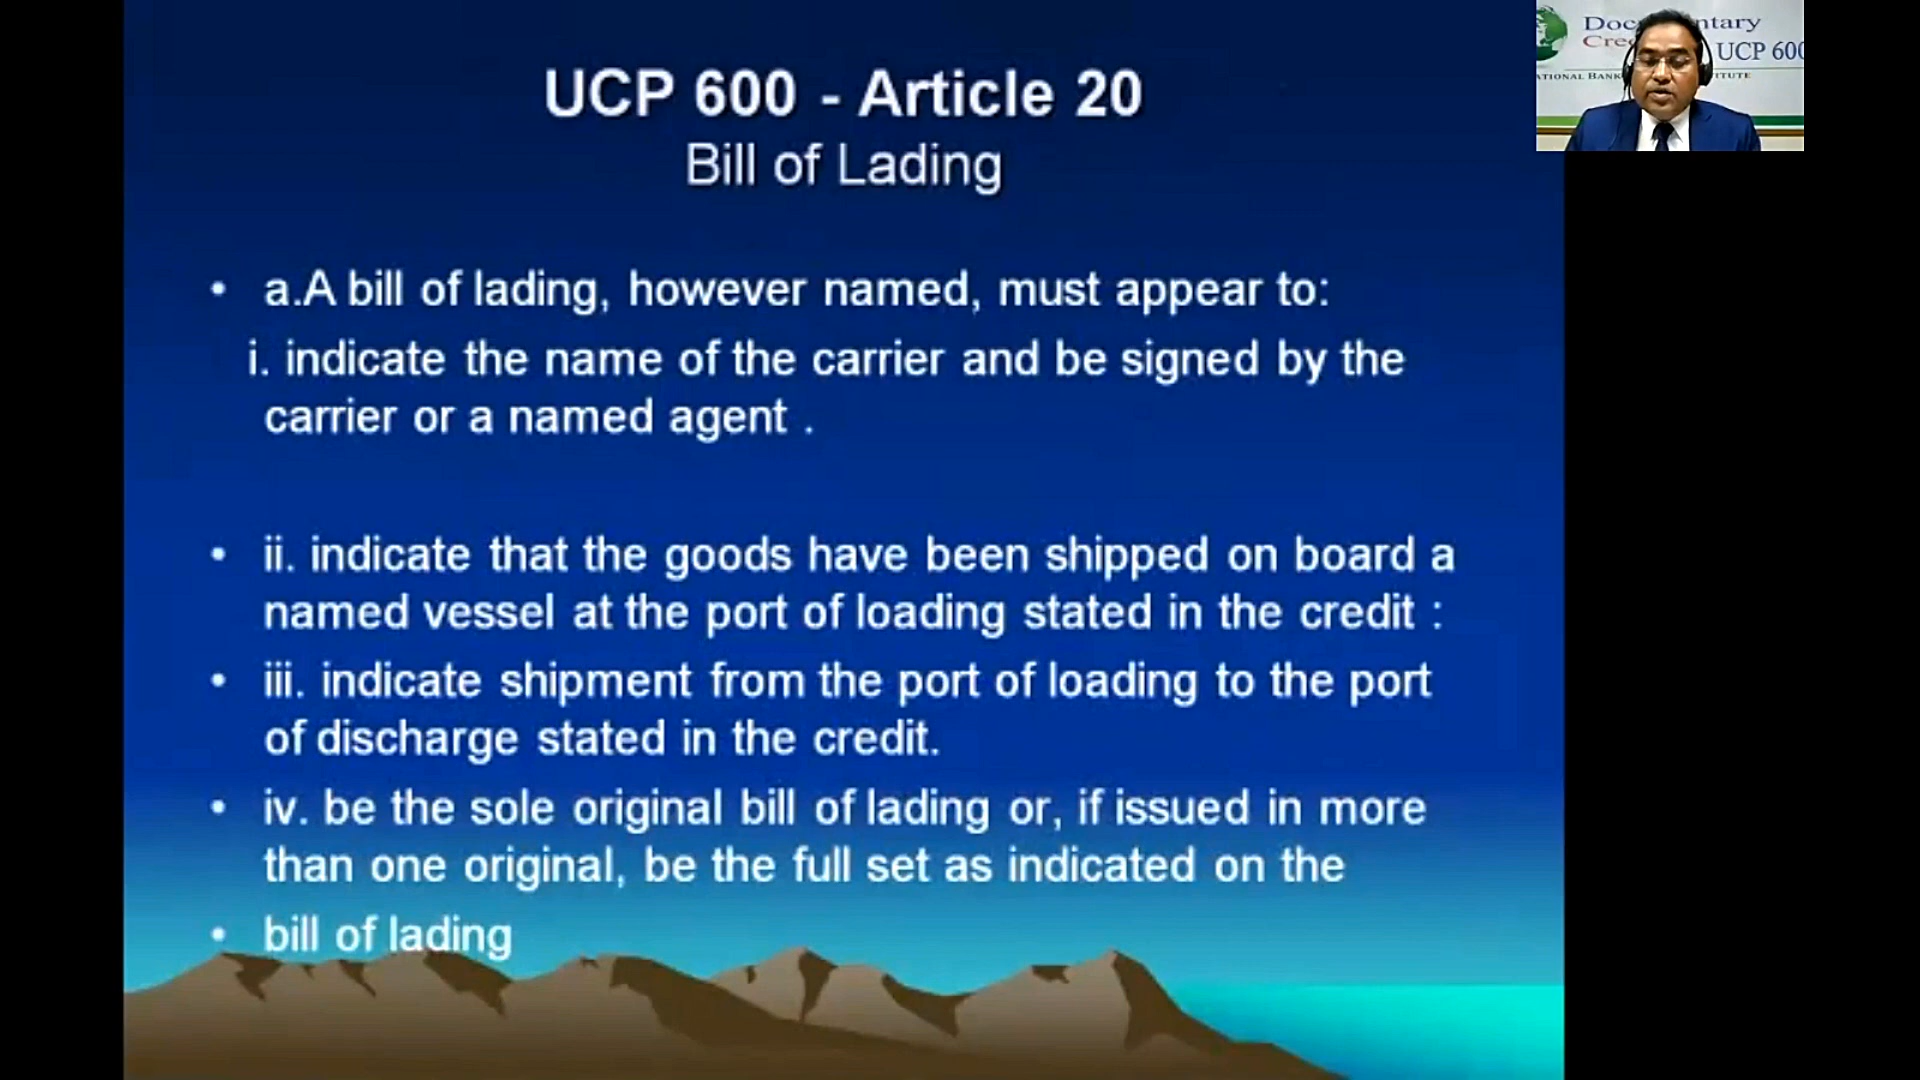 UCP 600 - Article 20
Bill of Lading
• a.A bill of lading, however named, must appear to:
i. indicate the name of the carrier and be signed by the
carrier or a named agent .
• ii. indicate that the goods have been shipped on board a
named vessel at the port of loading stated in the credit :
• iii. indicate shipment from the port of loading to the port
of discharge stated in the credit.
• iv. be the sole original bill of lading or, if issued in more
than one original, be the full set as indicated on the
• bill of lading
UCP 600